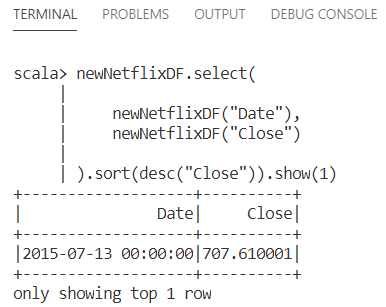 TERMINAL PROBLEMS OUTPUT DEBUG CONSOLE
scala> newNetflixDF.select(
     |
     |     newNetflixDF("Date"),
     |     newNetflixDF("Close")
     |
     | ).sort(desc("Close")).show(1)
+-------------------+----------+
|               Date|     Close|
+-------------------+----------+
|2015-07-13 00:00:00|707.610001|
+-------------------+----------+
only showing top 1 row